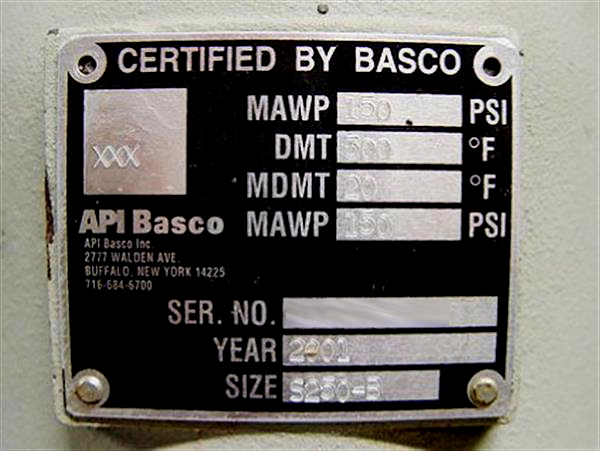 CERTIFIED BY BASCO
MAWP 150 PSI
XXX
DMT 500 °F
MDMT 20 °F
API Basco
MAWP 150 PSI
API Basco Inc.
2777 WALDEN AVE.
BUFFALO, NEW YORK 14225
716-684-6700
SER. NO.
YEAR 2001
SIZE